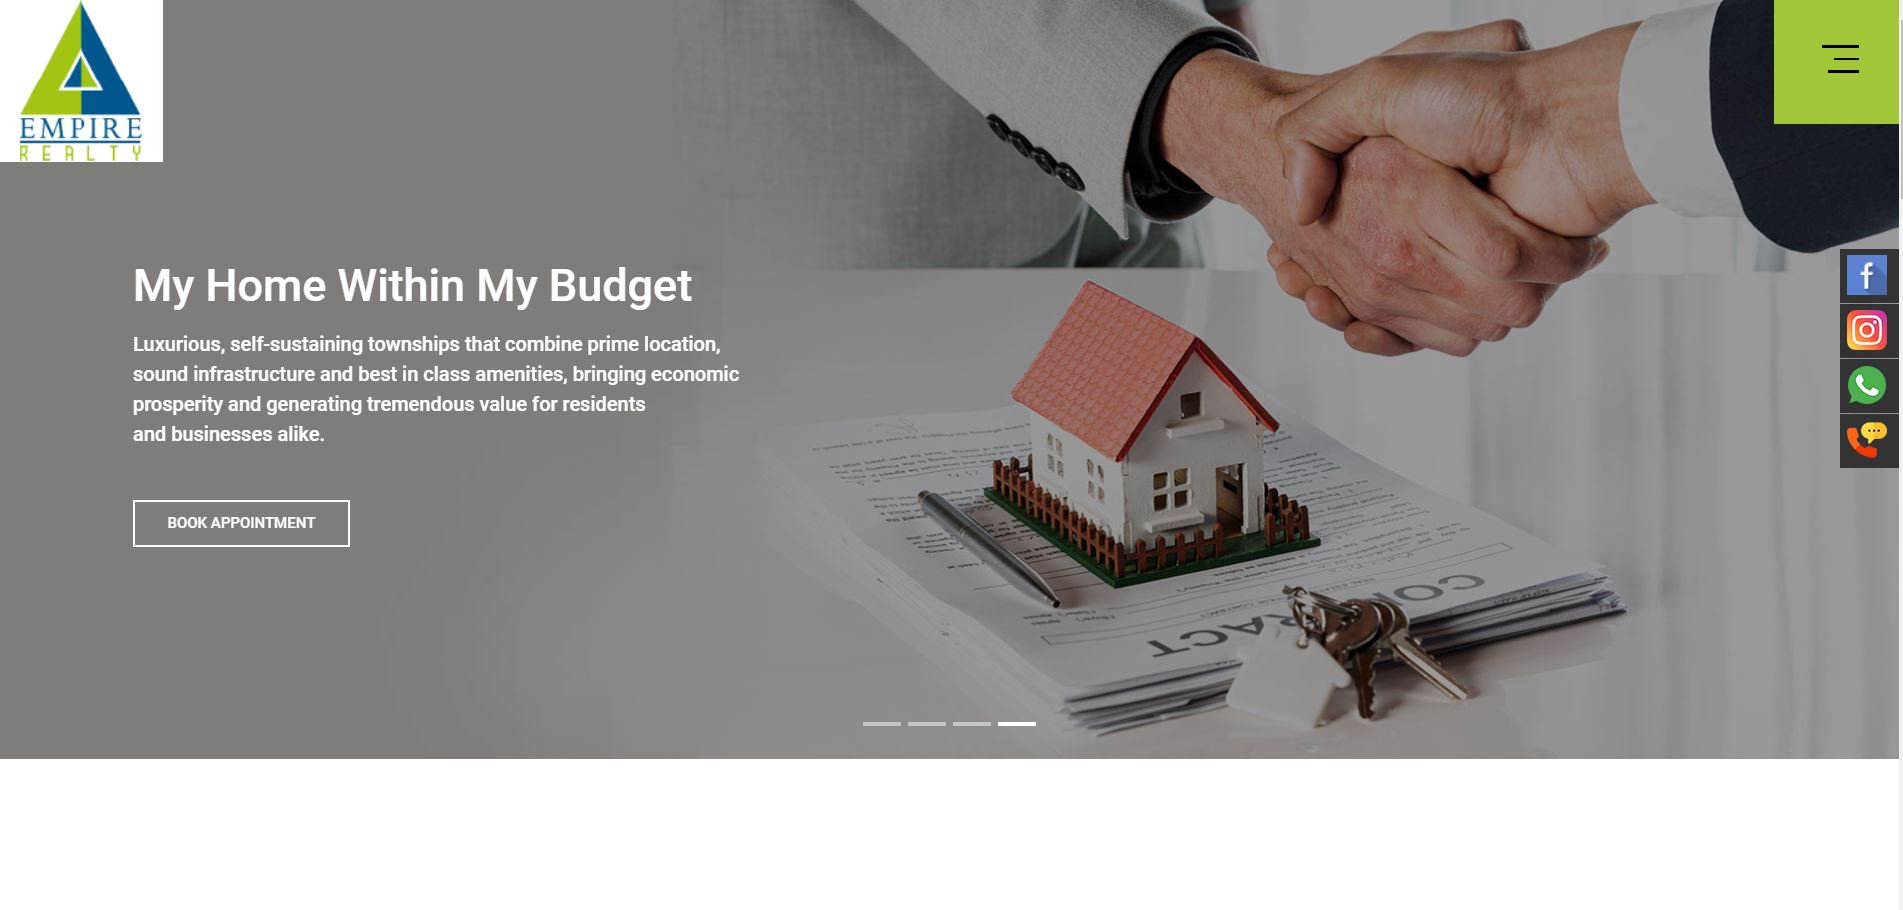 EMPIRE
REALTY
My Home Within My Budget
Luxurious, self-sustaining townships that combine prime location,
sound infrastructure and best in class amenities, bringing economic
prosperity and generating tremendous value for residents
and businesses alike.
BOOK APPOINTMENT